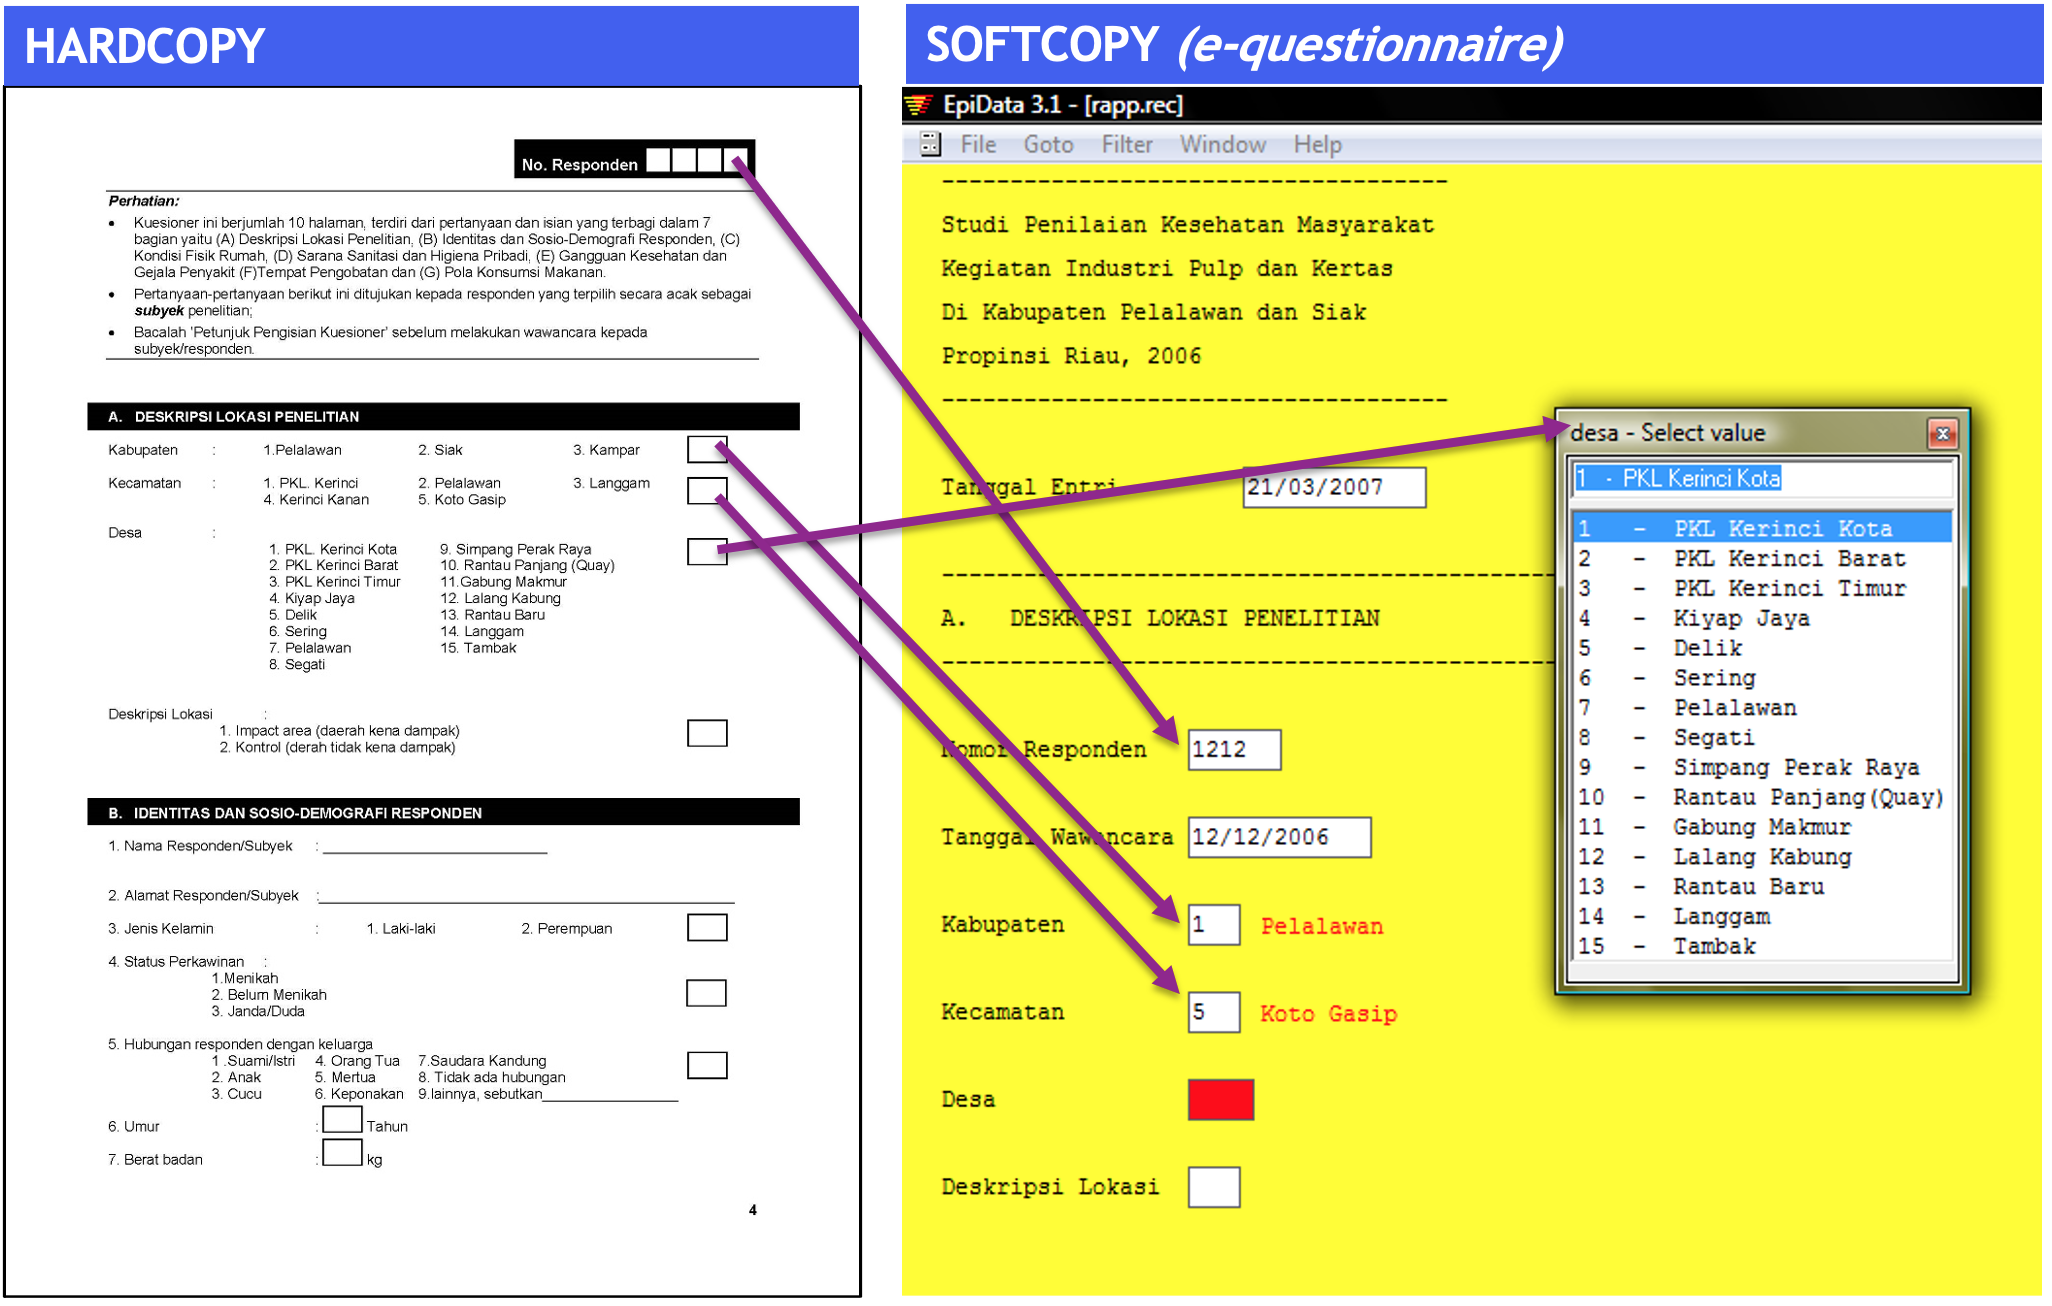 HARDCOPY
No. Responden
Perhatian:
• Kuesioner ini berjumlah 10 halaman, terdiri dari pertanyaan dan isian yang terbagi dalam 7
bagian yaitu (A) Deskripsi Lokasi Penelitian, (B) Identitas dan Sosio-Demografi Responden, (C)
Kondisi Fisik Rumah, (D) Sarana Sanitasi dan Higiena Pribadi, (E) Gangguan Kesehatan dan
Gejala Penyakit (F)Tempat Pengobatan dan (G) Pola Konsumsi Makanan.
• Pertanyaan-pertanyaan berikut ini ditujukan kepada responden yang terpilih secara acak sebagai
subyek penelitian;
• Bacalah 'Petunjuk Pengisian Kuesioner' sebelum melakukan wawancara kepada
subyek/responden.
A. DESKRIPSI LOKASI PENELITIAN
Kabupaten : 1.Pelalawan 2. Siak 3. Kampar
Kecamatan : 1. PKL. Kerinci 2. Pelalawan 3. Langgam
4. Kerinci Kanan 5. Koto Gasip
Desa :
1. PKL. Kerinci Kota 9. Simpang Perak Raya
2. PKL Kerinci Barat 10. Rantau Panjang (Quay)
3. PKL Kerinci Timur 11.Gabung Makmur
4. Kiyap Jaya 12. Lalang Kabung
5. Delik 13. Rantau Baru
6. Sering 14. Langgam
7. Pelalawan 15. Tambak
8. Segati
Deskripsi Lokasi :
1. Impact area (daerah kena dampak)
2. Kontrol (derah tidak kena dampak)
B. IDENTITAS DAN SOSIO-DEMOGRAFI RESPONDEN
1. Nama Responden/Subyek :
2. Alamat Responden/Subyek :
3. Jenis Kelamin : 1. Laki-laki 2. Perempuan
4. Status Perkawinan :
1.Menikah
2. Belum Menikah
3. Janda/Duda
5. Hubungan responden dengan keluarga
1 .Suami/Istri 4. Orang Tua 7.Saudara Kandung
2. Anak 5. Mertua 8. Tidak ada hubungan
3. Cucu 6. Keponakan 9.lainnya, sebutkan
6. Umur : Tahun
7. Berat badan : kg
4
SOFTCOPY (e-questionnaire)
EpiData 3.1 - [rapp.rec]
File Goto Filter Window Help
Studi Penilaian Kesehatan Masyarakat
Kegiatan Industri Pulp dan Kertas
Di Kabupaten Pelalawan dan Siak
Propinsi Riau, 2006
Tanggal Entri 21/03/2007
A. DESKRIPSI LOKASI PENELITIAN
Nomor Responden 1212
Tanggal Wawancara 12/12/2006
Kabupaten 1 Pelalawan
Kecamatan 5 Koto Gasip
Desa
Deskripsi Lokasi
desa - Select value
1 - PKL Kerinci Kota
1 - PKL Kerinci Kota
2 - PKL Kerinci Barat
3 - PKL Kerinci Timur
4 - Kiyap Jaya
5 - Delik
6 - Sering
7 - Pelalawan
8 - Segati
9 - Simpang Perak Raya
10 - Rantau Panjang(Quay)
11 - Gabung Makmur
12 - Lalang Kabung
13 - Rantau Baru
14 - Langgam
15 - Tambak